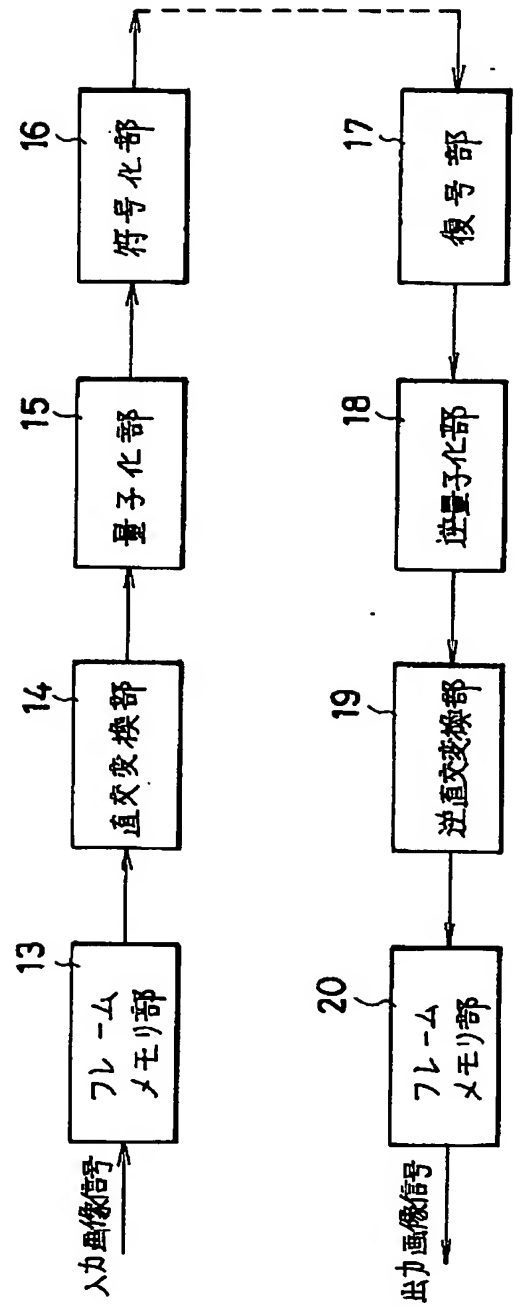 入力画像信号
13
フレーム
メモリ部
14
直交変換部
15
量子化部
16
符号化部
17
復号部
18
逆量子化部
19
逆直交変換部
20
フレーム
メモリ部
出力画像信号